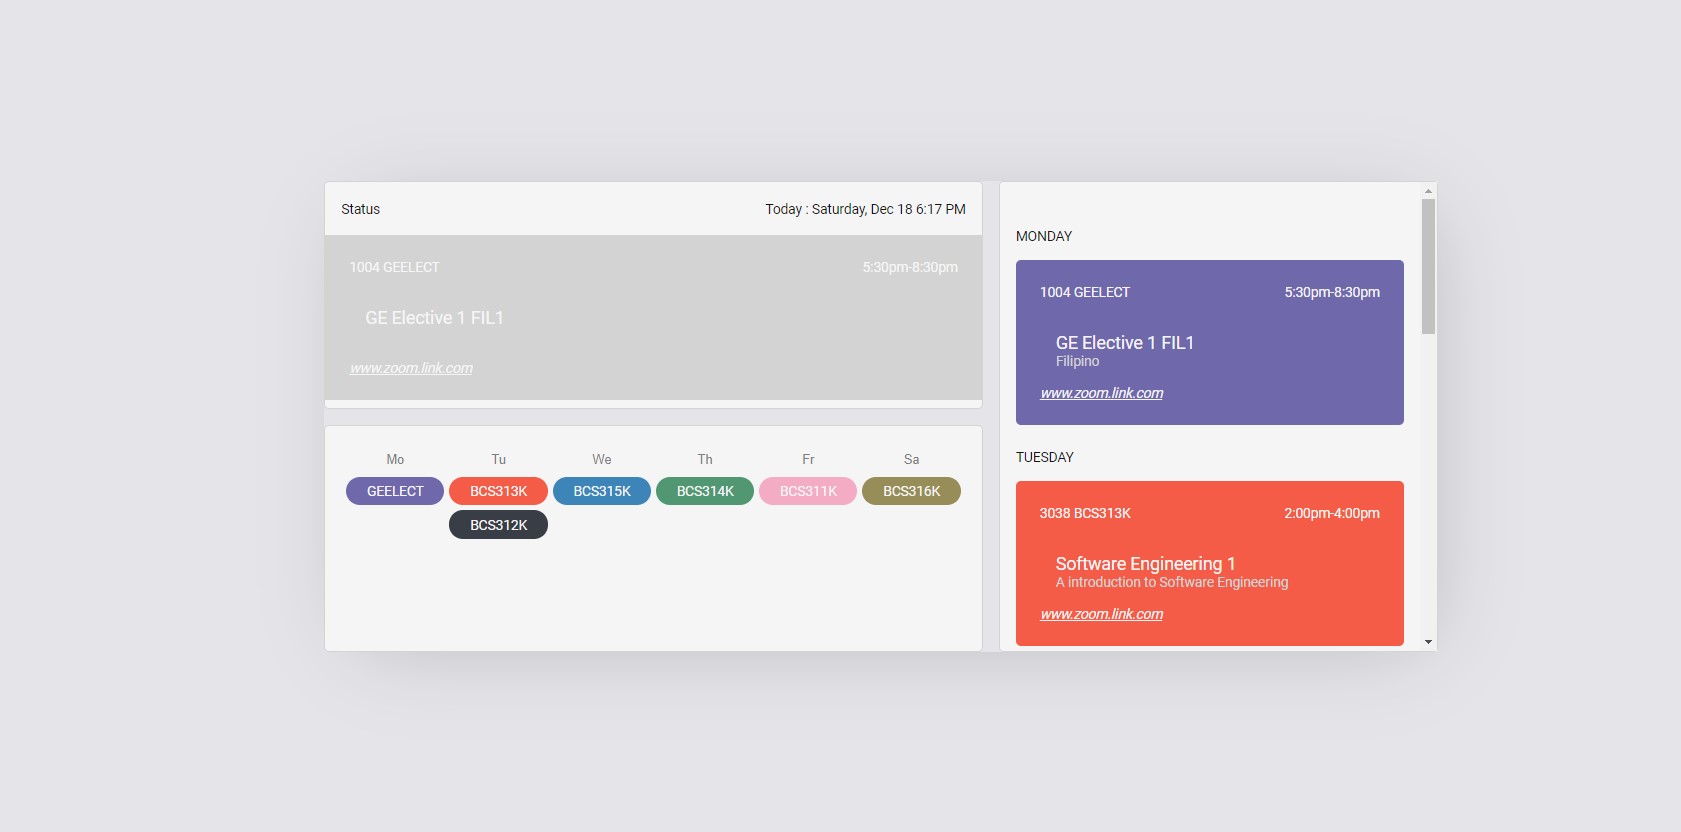 Status
Today : Saturday, Dec 18 6:17 PM
1004 GEELECT
5:30pm-8:30pm
GE Elective 1 FIL1
www.zoom.link.com
Mo Tu We Th Fr Sa
GEELECT BCS313K BCS315K BCS314K BCS311K BCS316K
BCS312K
MONDAY
1004 GEELECT
5:30pm-8:30pm
GE Elective 1 FIL1
Filipino
www.zoom.link.com
TUESDAY
3038 BCS313K
2:00pm-4:00pm
Software Engineering 1
A introduction to Software Engineering
www.zoom.link.com